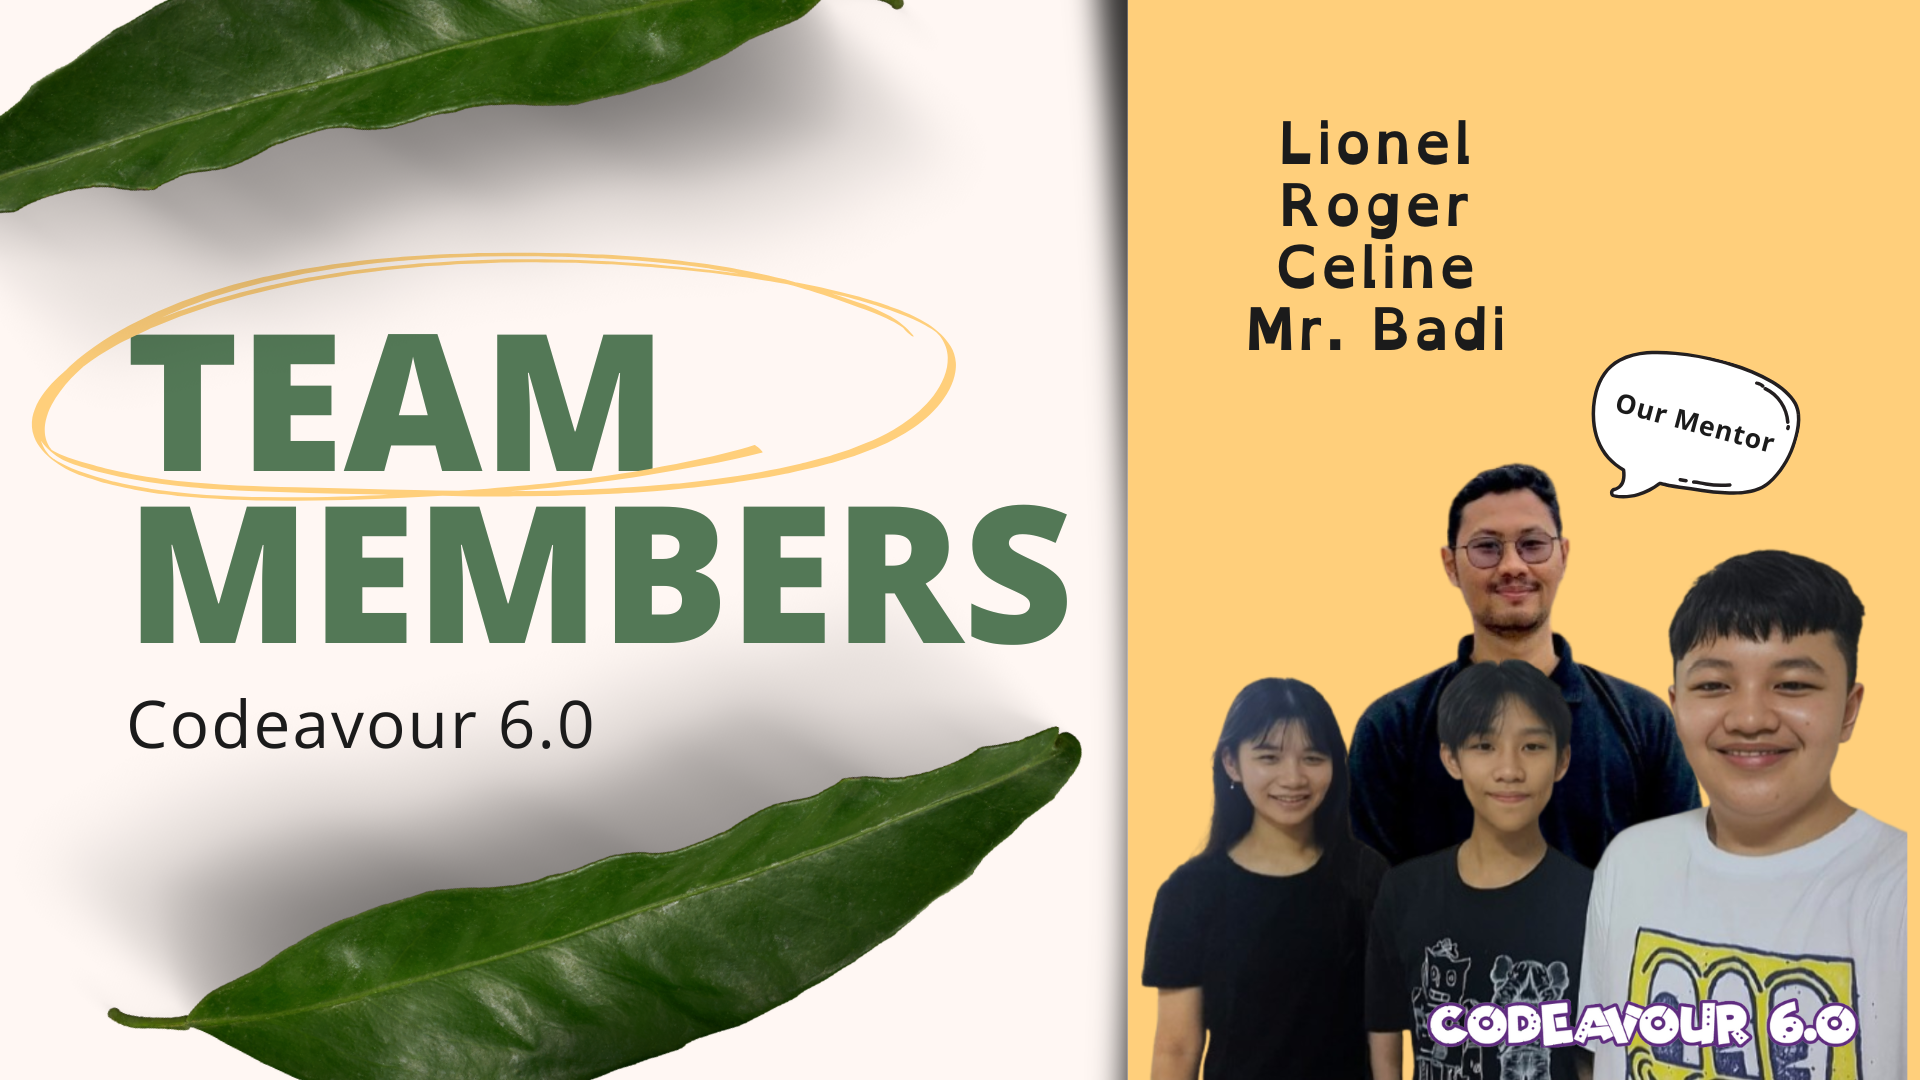 TEAM
MEMBERS
Codeavour 6.0
Lionel
Roger
Celine
Mr. Badi
Our Mentor
CODEAVOUR 6.0